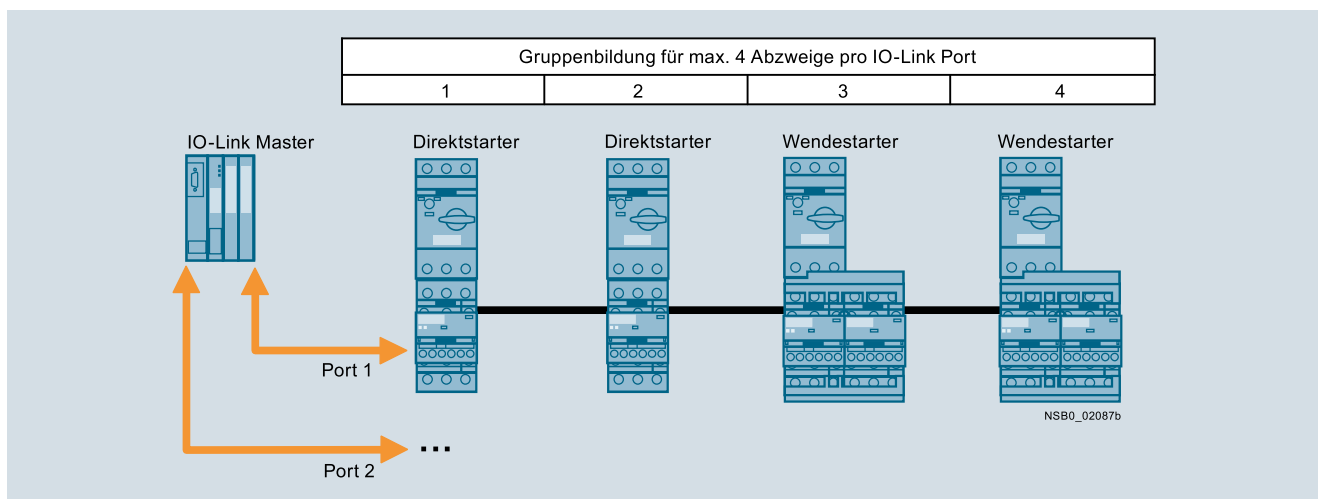 Gruppenbildung für max. 4 Abzweige pro IO-Link Port
1 2 3 4
IO-Link Master Direktstarter Direktstarter Wendestarter Wendestarter
Port 1
NSB0_02087b
...
Port 2